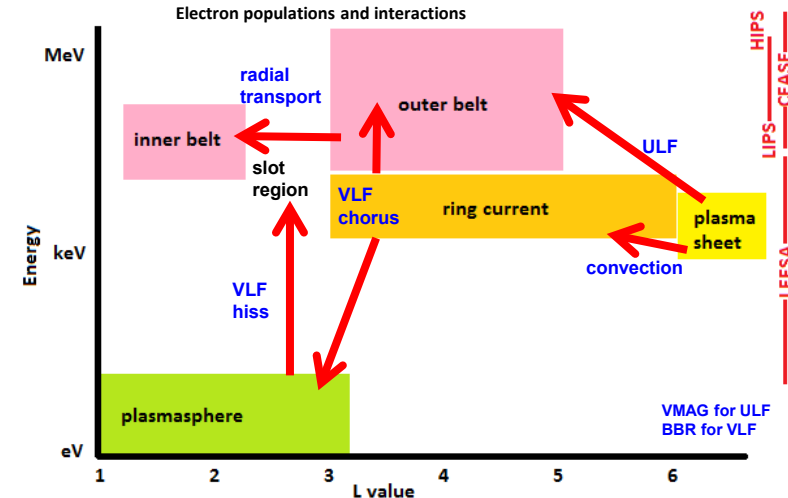 Electron populations and interactions
MeV
radial
transport
outer belt
inner belt
slot
region
ULF
VLF
chorus
ring current
plasma
sheet
Energy
keV
convection
VLF
hiss
plasmasphere
VMAG for ULF
BBR for VLF
eV
1 2 3 4 5 6
L value
HIPS
CEASE
LIPS
LEESA